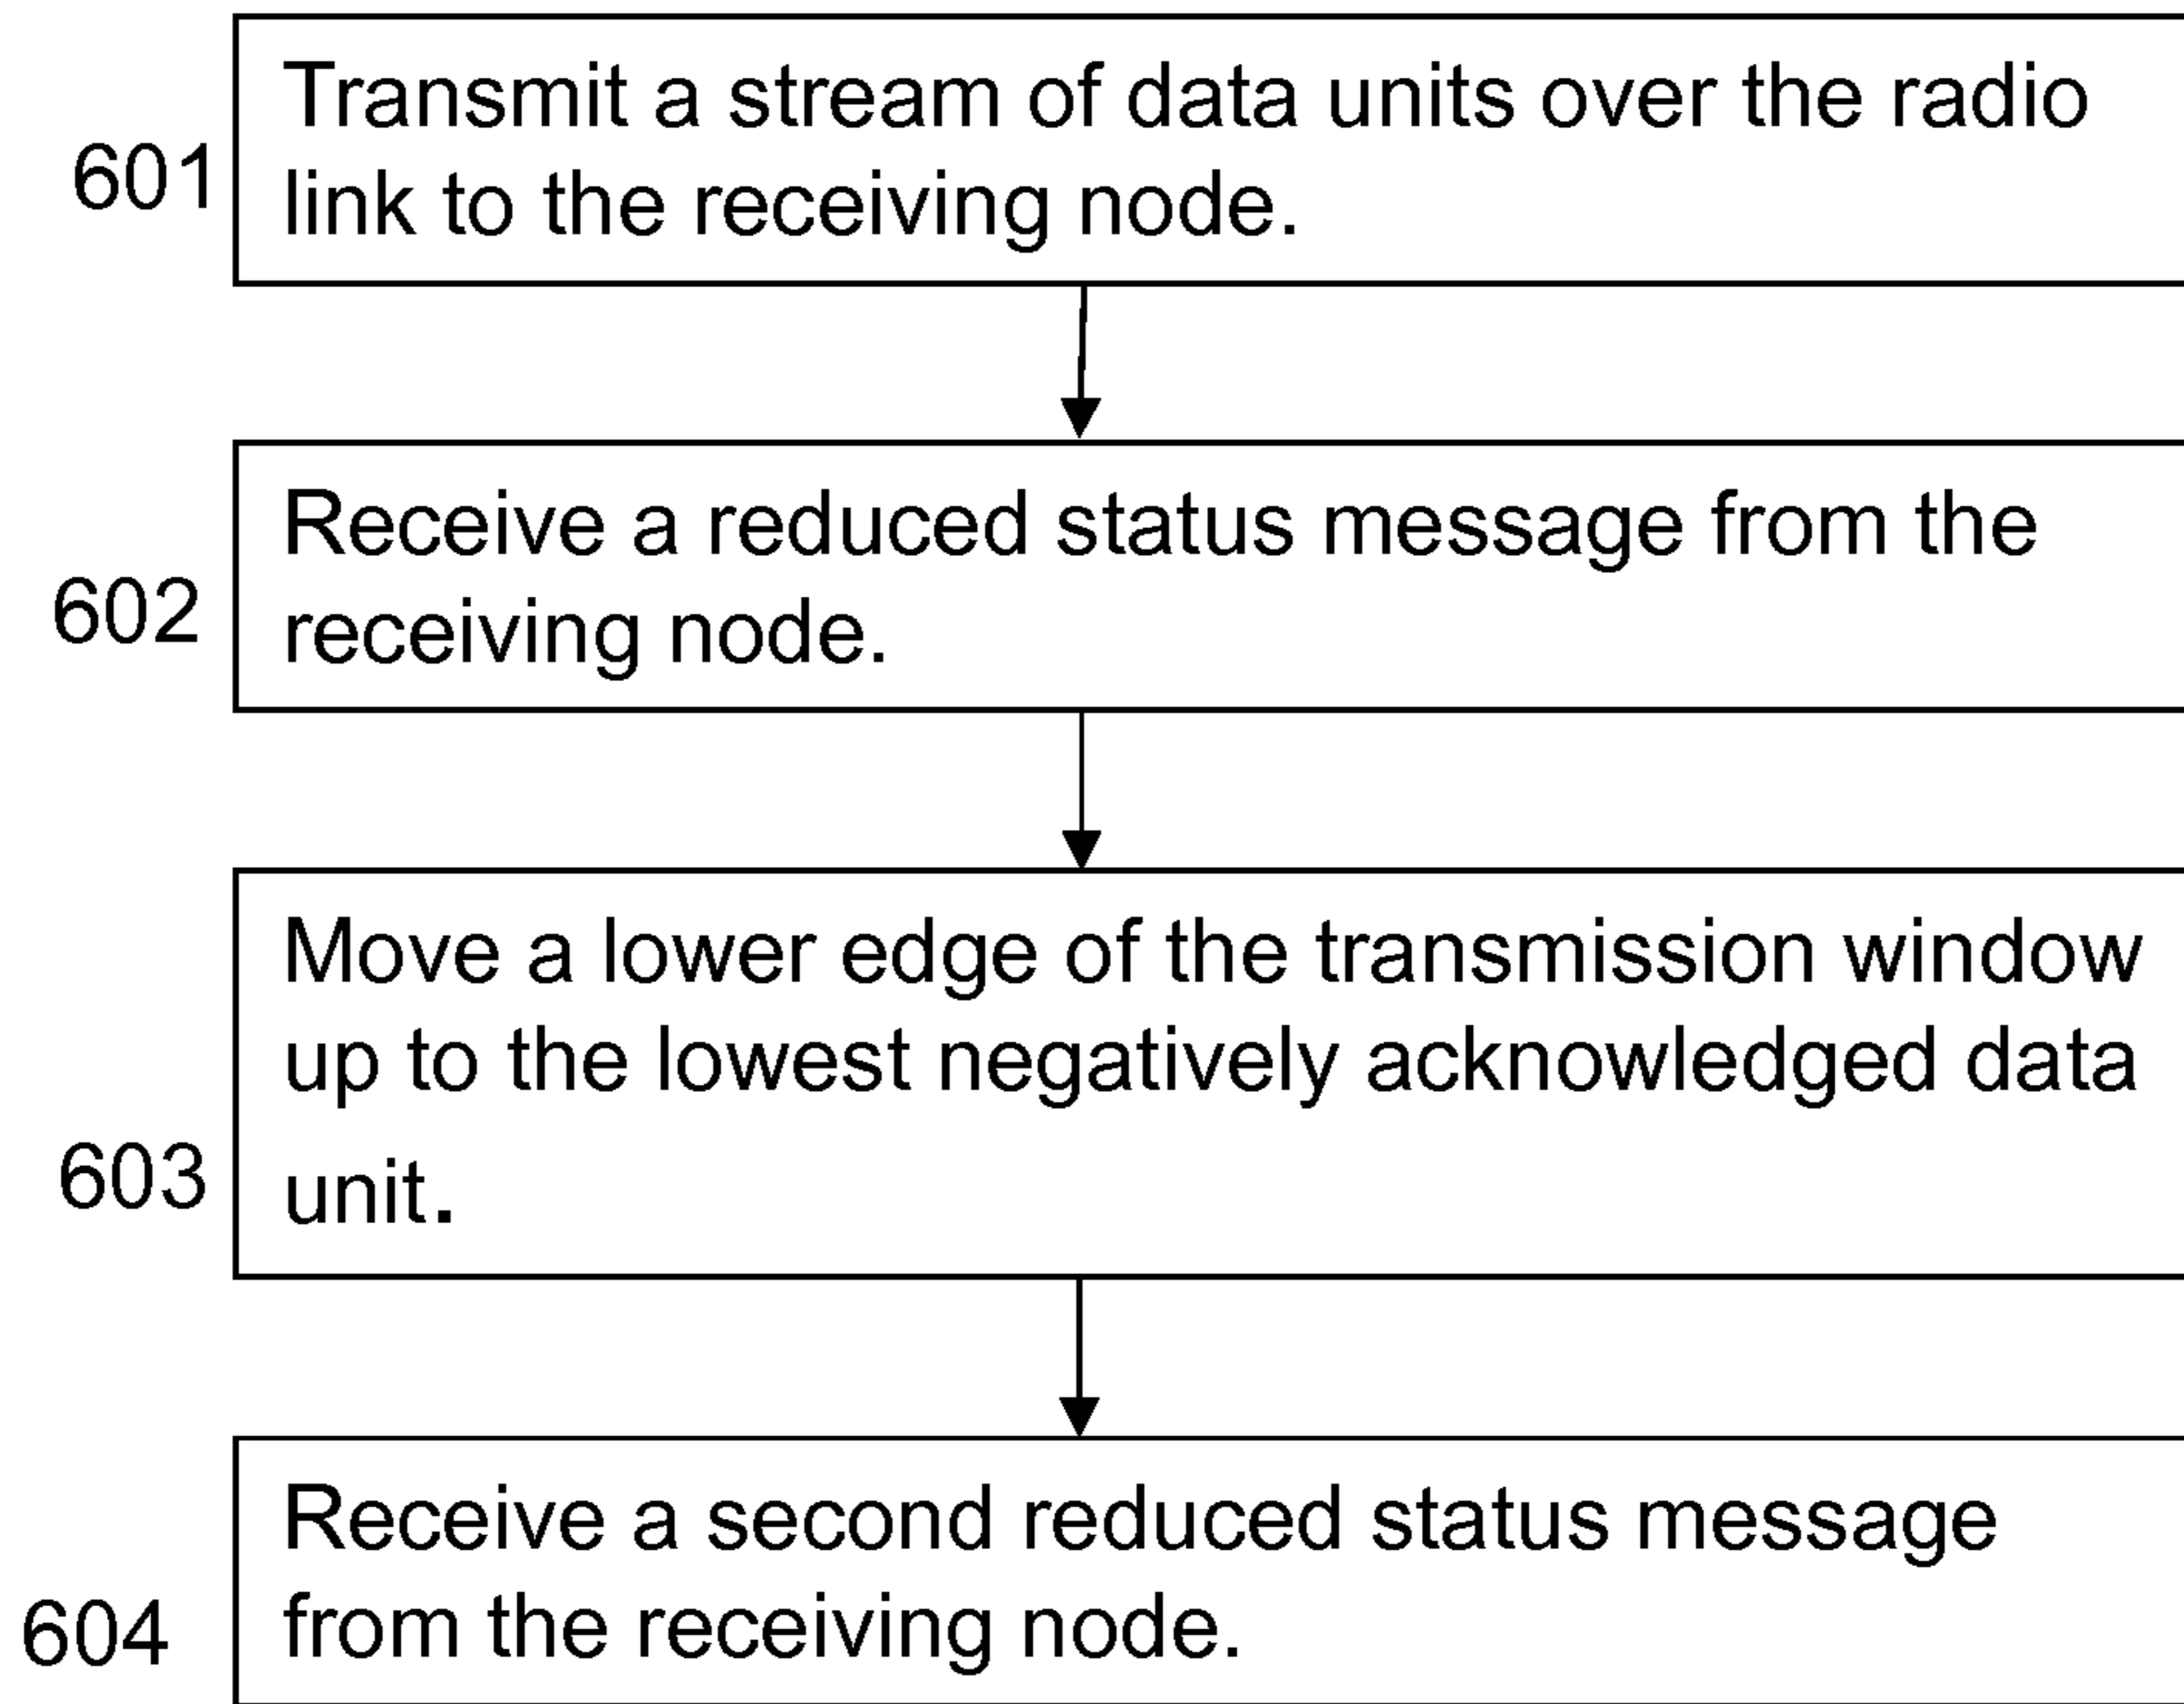 Transmit a stream of data units over the radio
601
link to the receiving node.
Receive a reduced status message from the
602
receiving node.
Move a lower edge of the transmission window
up to the lowest negatively acknowledged data
603
unit.
Receive a second reduced status message
604
from the receiving node.